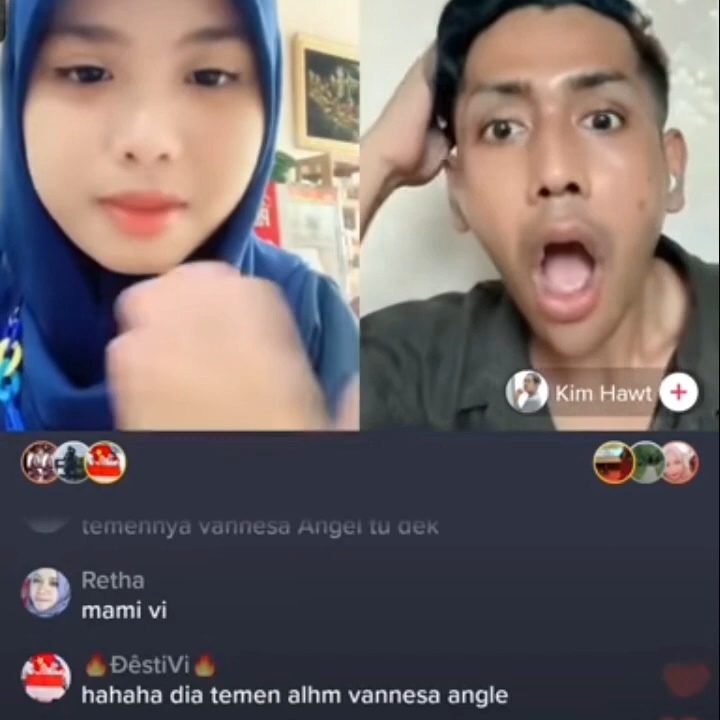 Kim Hawt
temennya vannesa Angel tu dek
Retha
mami vi
🔥ĐêstiVi🔥
hahaha dia temen alhm vannesa angle